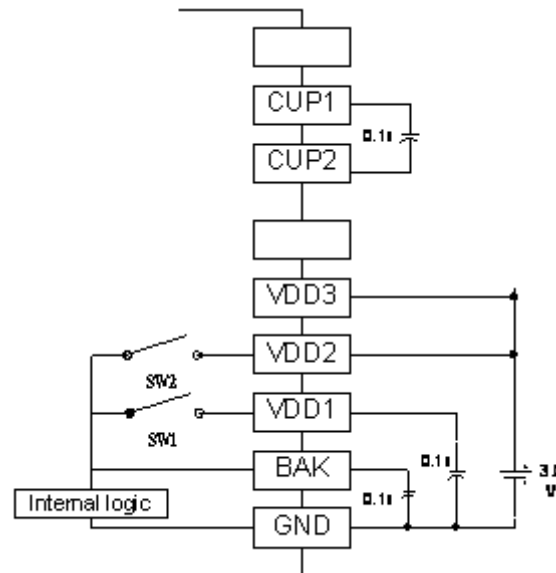 CUP1
0.1u
CUP2
VDD3
VDD2
SW2
VDD1
SW1
0.1u
BAK
Internal logic
0.1u
GND